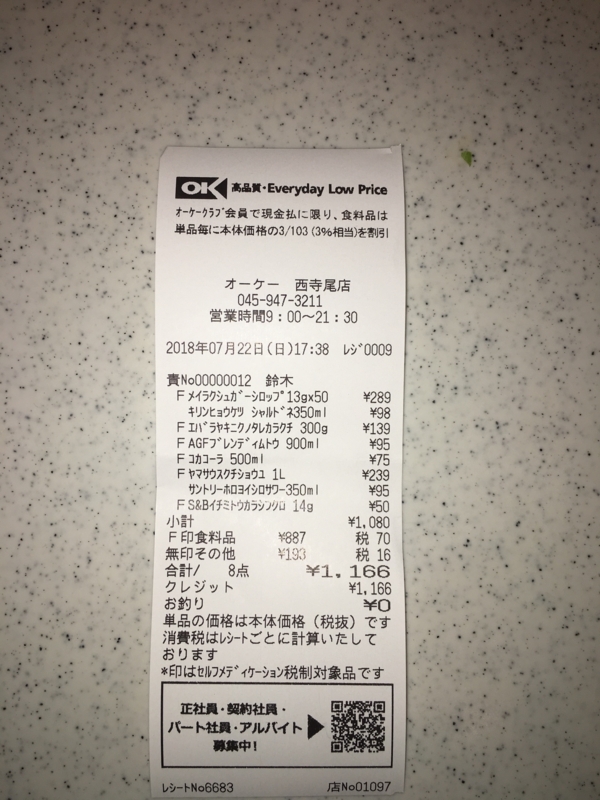 OK 高品質・Everyday Low Price
オーケークラブ会員で現金払に限り、食料品は
単品毎に本体価格の3/103(3%相当)を割引
オーケー 西寺尾店
045-947-3211
営業時間9:00〜21:30
2018年07月22日(日)17:38 レジ0009
責No00000012 鈴木
F メイラクシュガーシロップ13gx50 ¥289
キリンヒョウケツ シャルドネ350ml ¥98
F エバラヤキニクノタレカラクチ 300g ¥139
F AGFブレンディムトウ 900ml ¥95
F コカコーラ 500ml ¥75
F ヤマサウスクチショウユ 1L ¥239
サントリーホロヨイシロサワー350ml ¥95
F S&Bイチミトウカラシフクロ 14g ¥50
小計 ¥1,080
F印食料品 ¥887 税 70
無印その他 ¥193 税 16
合計/ 8点 ¥1,166
クレジット ¥1,166
お釣り ¥0
単品の価格は本体価格(税抜)です
消費税はレシートごとに計算いたして
おります
*印はセルフメディケーション税制対象品です
正社員・契約社員・
パート社員・アルバイト
募集中!
レシートNo6683 店No01097